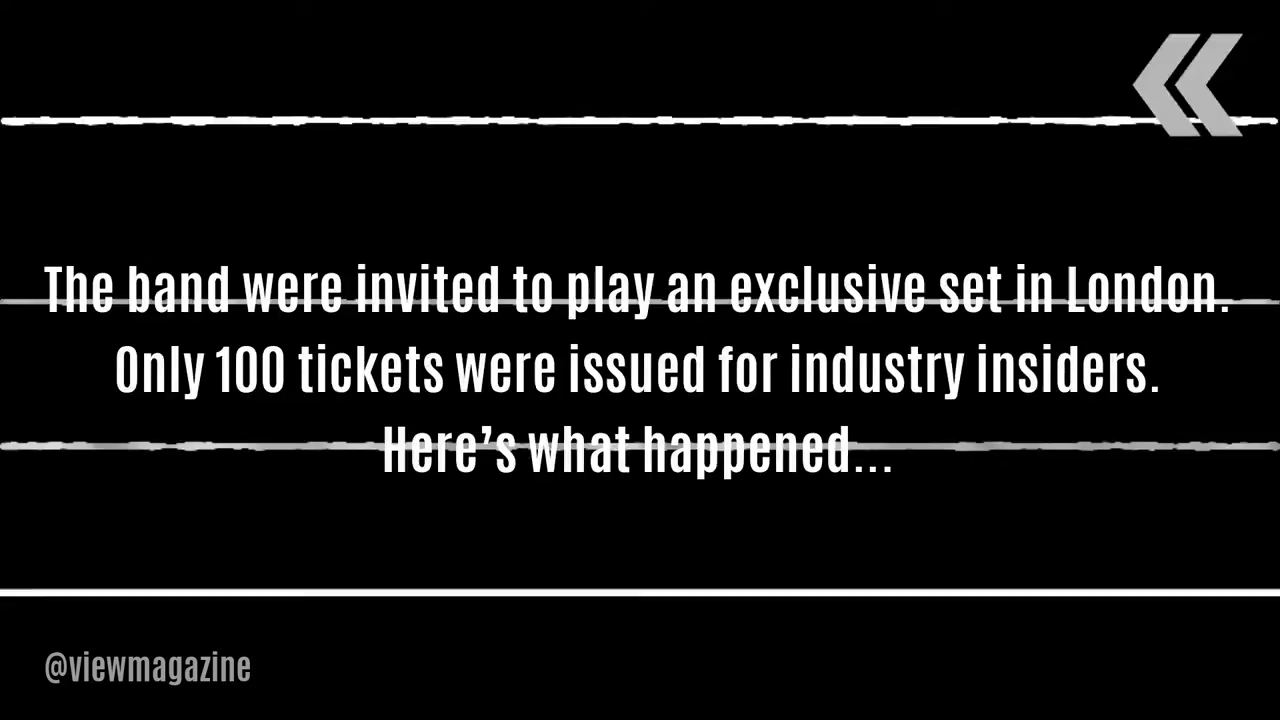 The band were invited to play an exclusive set in London.
Only 100 tickets were issued for industry insiders.
Here’s what happened...
@viewmagazine